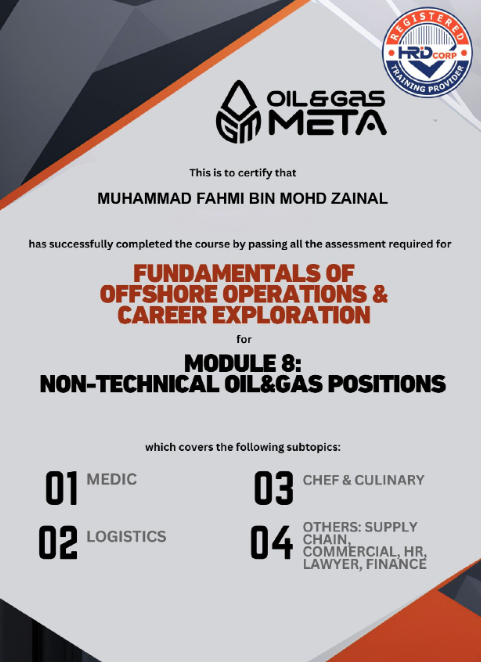 REGISTERED
HRD CORP
TRAINING PROVIDER
OIL&GAS
META
This is to certify that
MUHAMMAD FAHMI BIN MOHD ZAINAL
has successfully completed the course by passing all the assessment required for
FUNDAMENTALS OF
OFFSHORE OPERATIONS &
CAREER EXPLORATION
for
MODULE 8:
NON-TECHNICAL OIL&GAS POSITIONS
which covers the following subtopics:
01 MEDIC
02 LOGISTICS
03 CHEF & CULINARY
04 OTHERS: SUPPLY
CHAIN,
COMMERCIAL, HR,
LAWYER, FINANCE